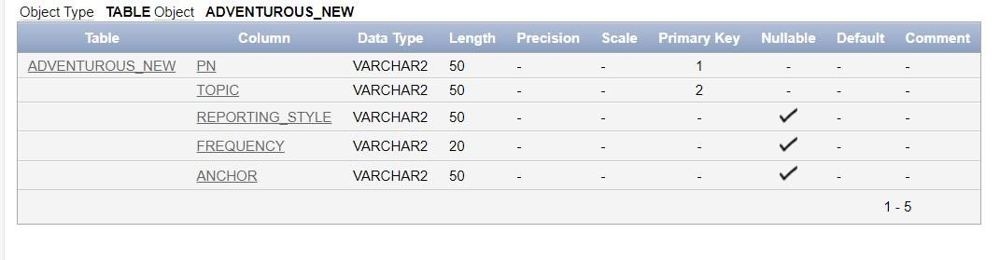 Object Type TABLE Object ADVENTUROUS_NEW
Table Column Data Type Length Precision Scale Primary Key Nullable Default Comment
ADVENTUROUS_NEW PN VARCHAR2 50 - - 1 - - -
TOPIC VARCHAR2 50 - - 2 - - -
REPORTING_STYLE VARCHAR2 50 - - - ✓ - -
FREQUENCY VARCHAR2 20 - - - ✓ - -
ANCHOR VARCHAR2 50 - - - ✓ - -
1 - 5